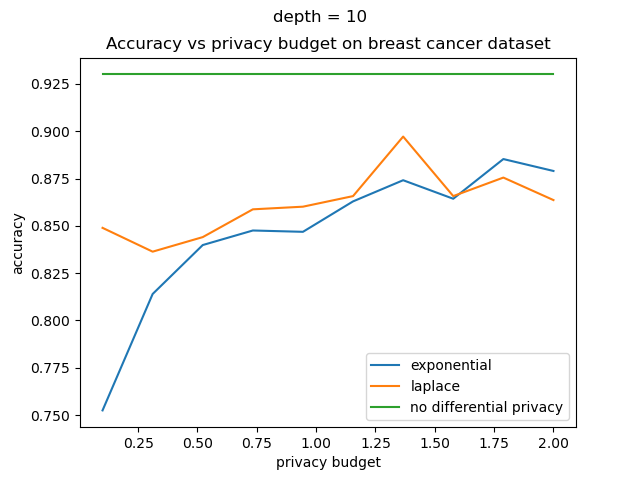 depth = 10
Accuracy vs privacy budget on breast cancer dataset
0.925
0.900
0.875
0.850
0.825
0.800
0.775
0.750
accuracy
exponential
laplace
no differential privacy
0.25 0.50 0.75 1.00 1.25 1.50 1.75 2.00
privacy budget